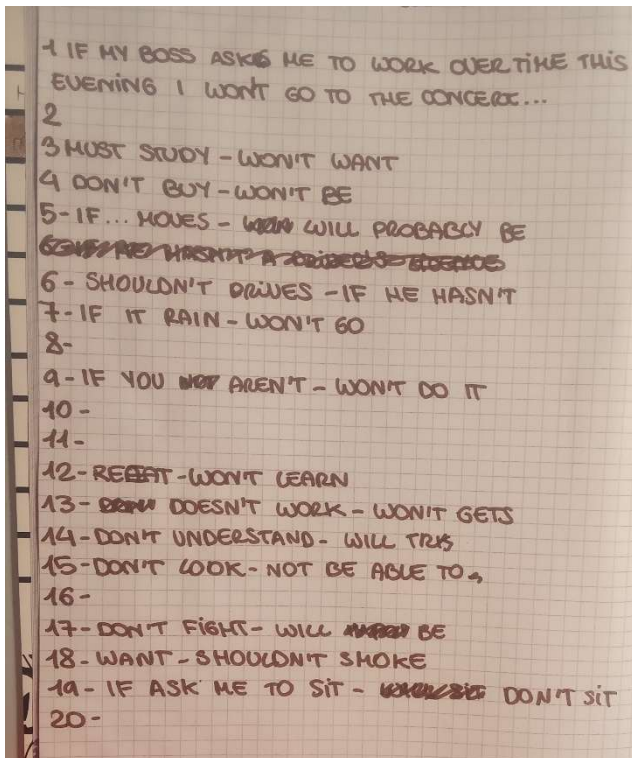 1 IF MY BOSS ASKS ME TO WORK OVERTIME THIS
EVENING I WON'T GO TO THE CONCERT...
2
3 MUST STUDY - WON'T WANT
4 DON'T BUY - WON'T BE
5 - IF... MOVES - WILL PROBABLY BE
6 - SHOULDN'T DRIVES - IF HE HASN'T
7 - IF IT RAIN - WON'T GO
8 -
9 - IF YOU AREN'T - WON'T DO IT
10 -
11 -
12 - REPEAT - WON'T LEARN
13 - DOESN'T WORK - WON'T GETS
14 - DON'T UNDERSTAND - WILL TRY
15 - DON'T LOOK - NOT BE ABLE TO
16 -
17 - DON'T FIGHT - WILL BE
18 - WANT - SHOULDN'T SMOKE
19 - IF ASK ME TO SIT - DON'T SIT
20 -